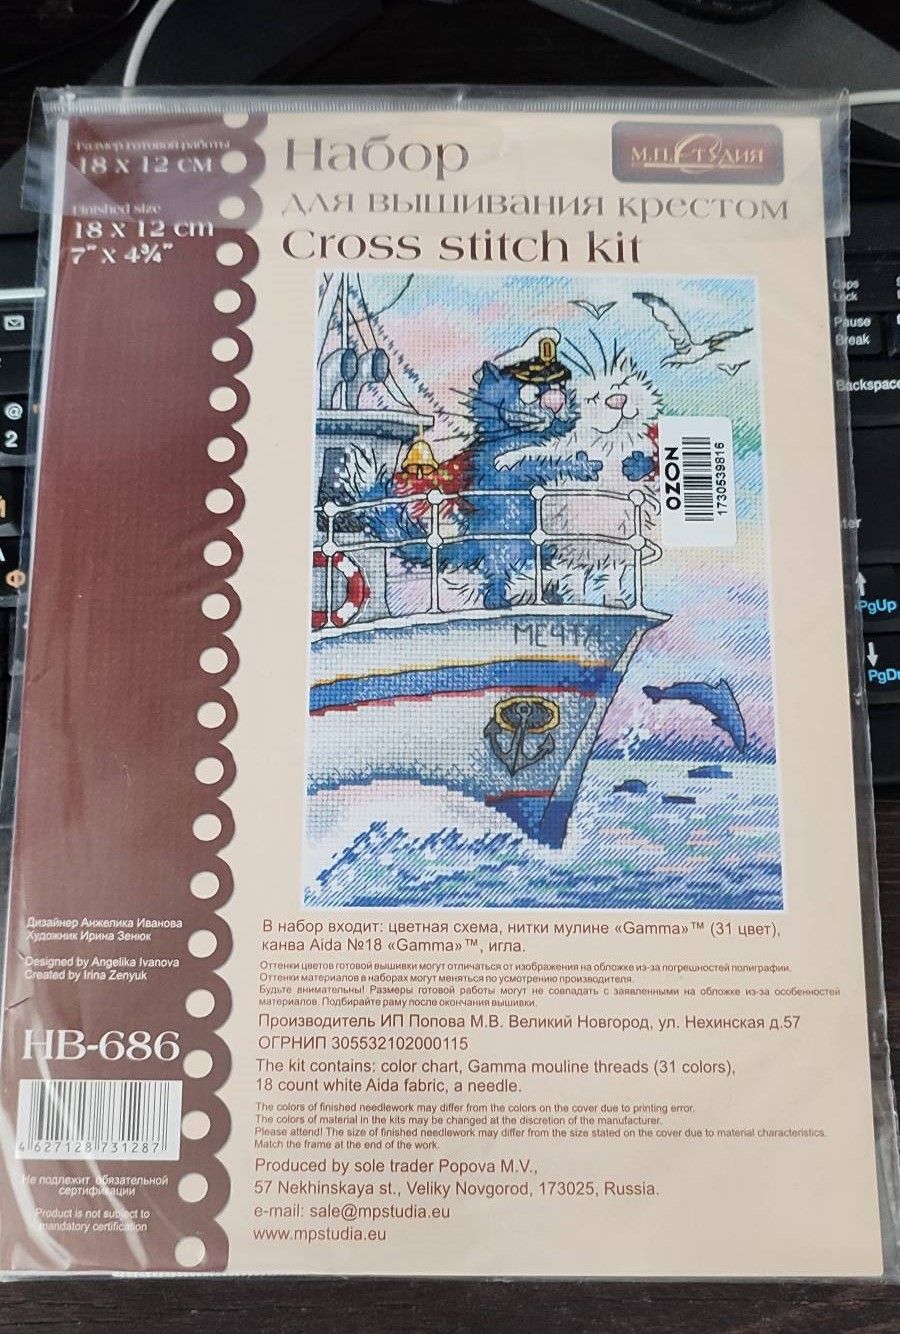 Размер готовой работы
18 x 12 см
Finished size
18 x 12 cm
7" x 4¾"
Набор
для вышивания крестом
Cross stitch kit
М.П.Студия
OZON
1730539816
МЕЧТА
Дизайнер Анжелика Иванова
Художник Ирина Зенюк
Designed by Angelika Ivanova
Created by Irina Zenyuk
НВ-686
4 627128 731287
Не подлежит обязательной
сертификации
Product is not subject to
mandatory certification
В набор входит: цветная схема, нитки мулине «Gamma»™ (31 цвет),
канва Aida №18 «Gamma»™, игла.
Оттенки цветов готовой вышивки могут отличаться от изображения на обложке из-за погрешностей полиграфии.
Оттенки материалов в наборах могут меняться по усмотрению производителя.
Будьте внимательны! Размеры готовой работы могут не совпадать с заявленными на обложке из-за особенностей
материалов. Подбирайте раму после окончания вышивки.
Производитель ИП Попова М.В. Великий Новгород, ул. Нехинская д.57
ОГРНИП 305532102000115
The kit contains: color chart, Gamma mouline threads (31 colors),
18 count white Aida fabric, a needle.
The colors of finished needlework may differ from the colors on the cover due to printing error.
The colors of material in the kits may be changed at the discretion of the manufacturer.
Please attend! The size of finished needlework may differ from the size stated on the cover due to material characteristics.
Match the frame at the end of the work.
Produced by sole trader Popova M.V.,
57 Nekhinskaya st., Veliky Novgorod, 173025, Russia.
e-mail: sale@mpstudia.eu
www.mpstudia.eu
Caps
Lock
Pause
Break
Backspace
PgUp
@
2